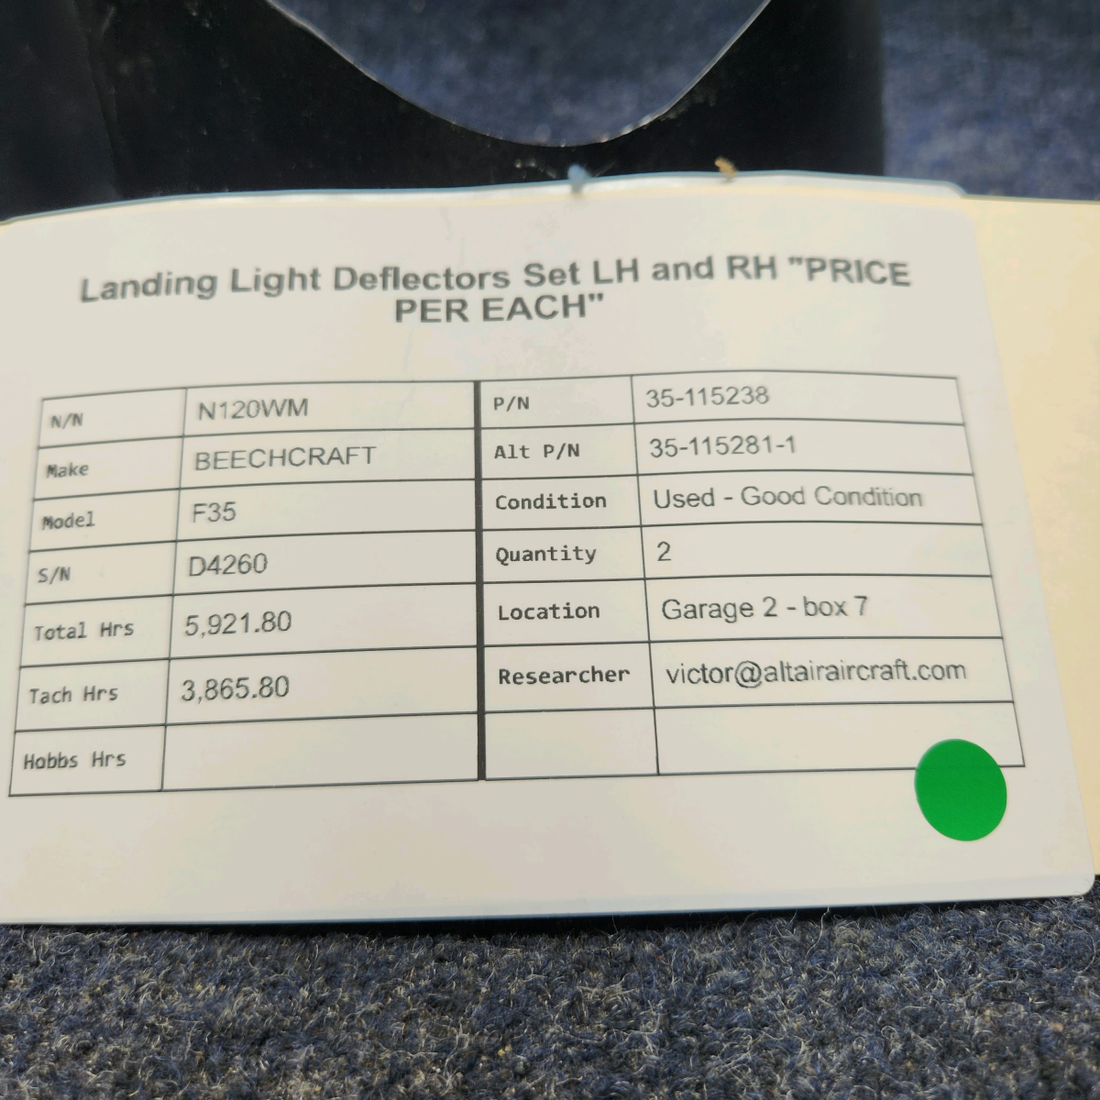 Landing Light Deflectors Set LH and RH "PRICE
PER EACH"
N/N N120WM P/N 35-115238
Make BEECHCRAFT Alt P/N 35-115281-1
Model F35 Condition Used - Good Condition
S/N D4260 Quantity 2
Total Hrs 5,921.80 Location Garage 2 - box 7
Tach Hrs 3,865.80 Researcher victor@altairaircraft.com
Hobbs Hrs